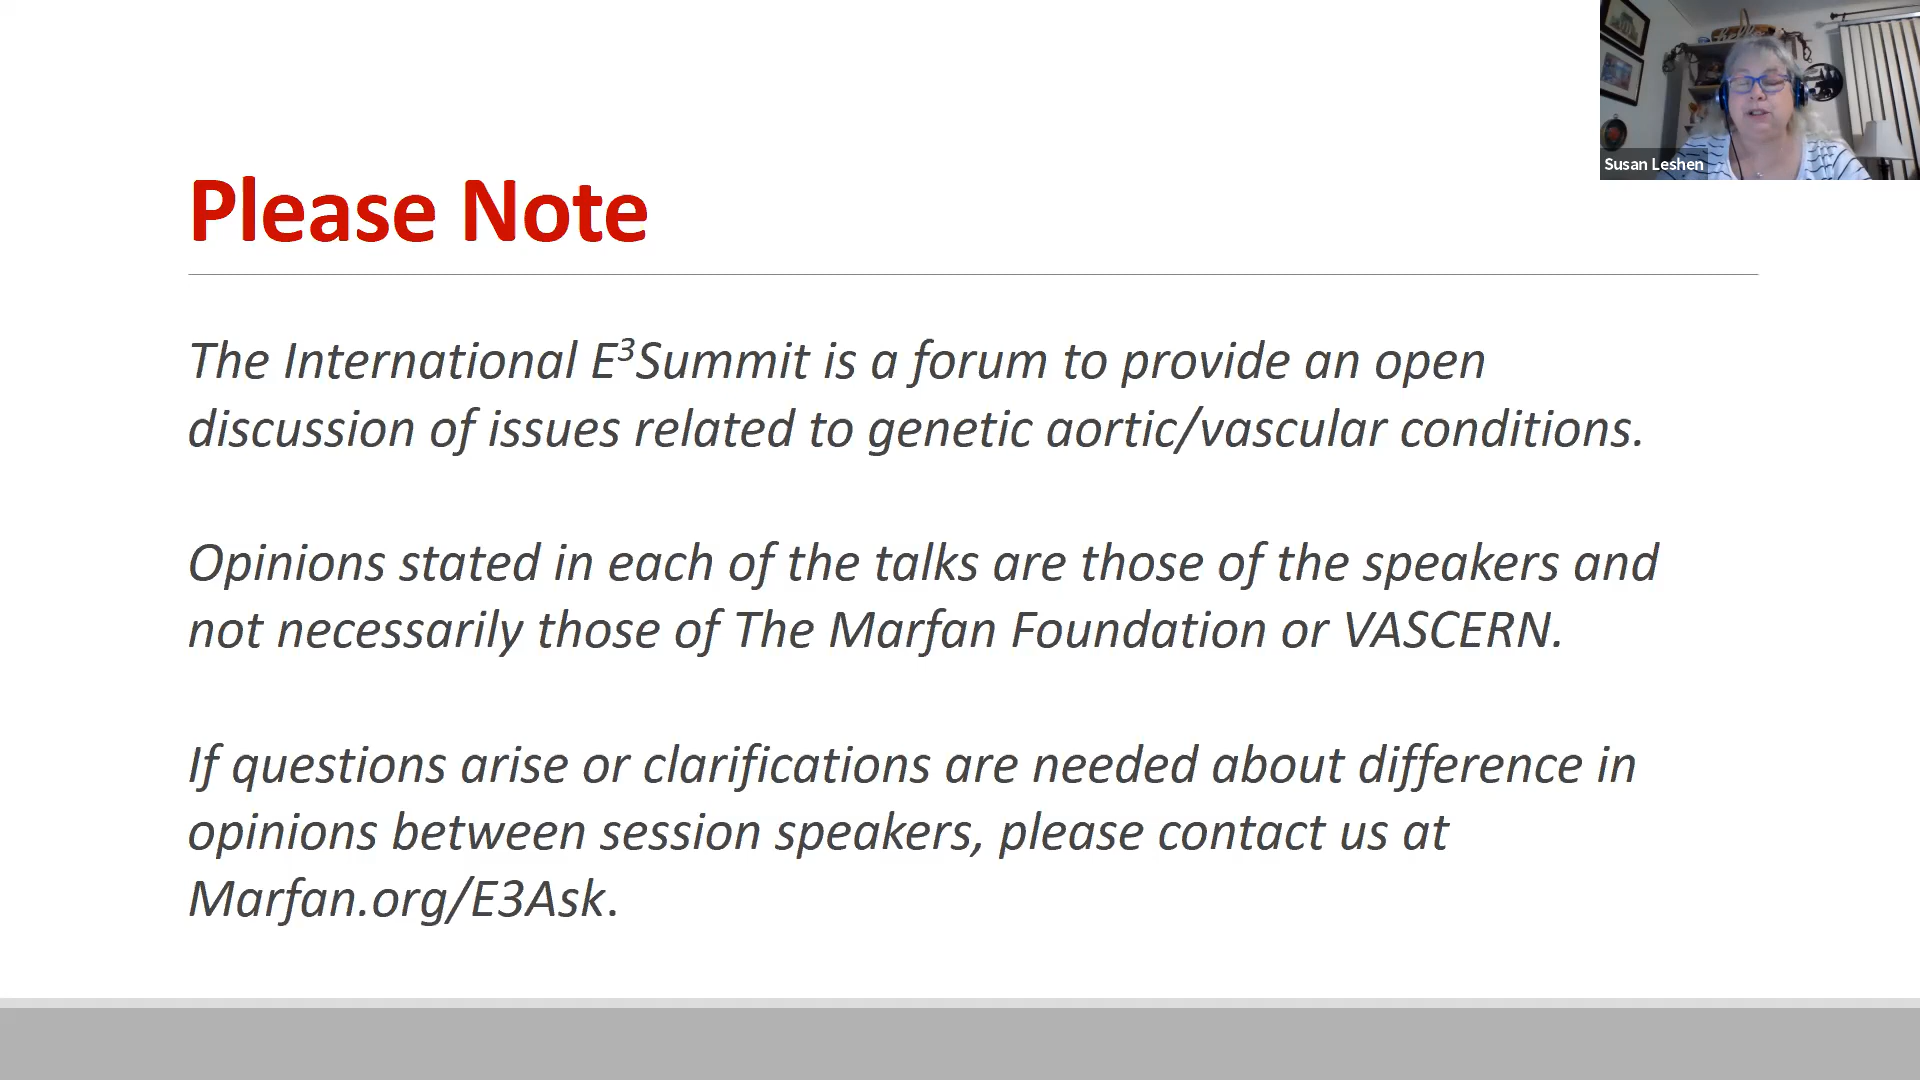 Susan Leshen
Please Note
The International E³Summit is a forum to provide an open
discussion of issues related to genetic aortic/vascular conditions.
Opinions stated in each of the talks are those of the speakers and
not necessarily those of The Marfan Foundation or VASCERN.
If questions arise or clarifications are needed about difference in
opinions between session speakers, please contact us at
Marfan.org/E3Ask.